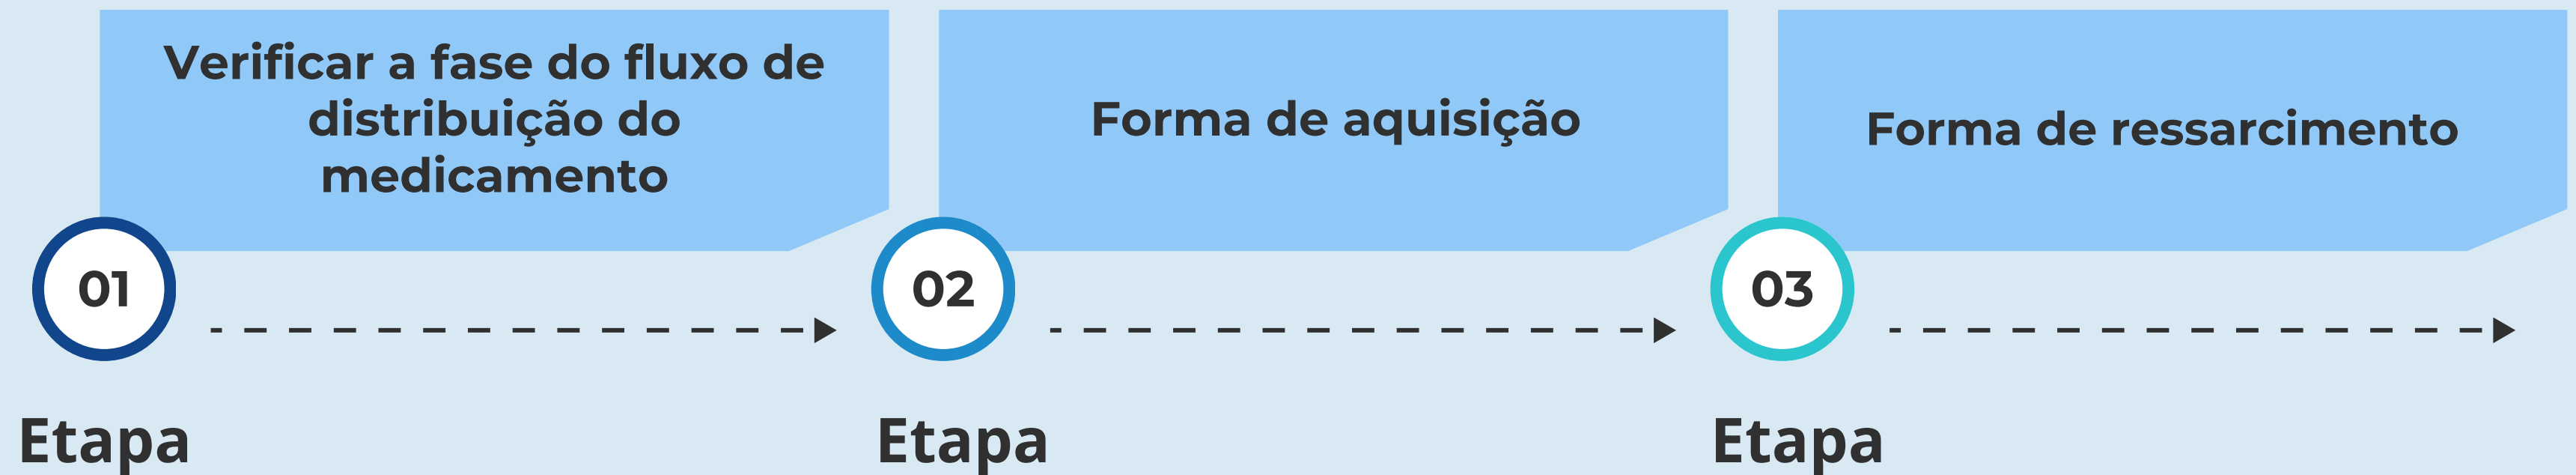 Verificar a fase do fluxo de
distribuição do
medicamento
01
Etapa
Forma de aquisição
02
Etapa
Forma de ressarcimento
03
Etapa